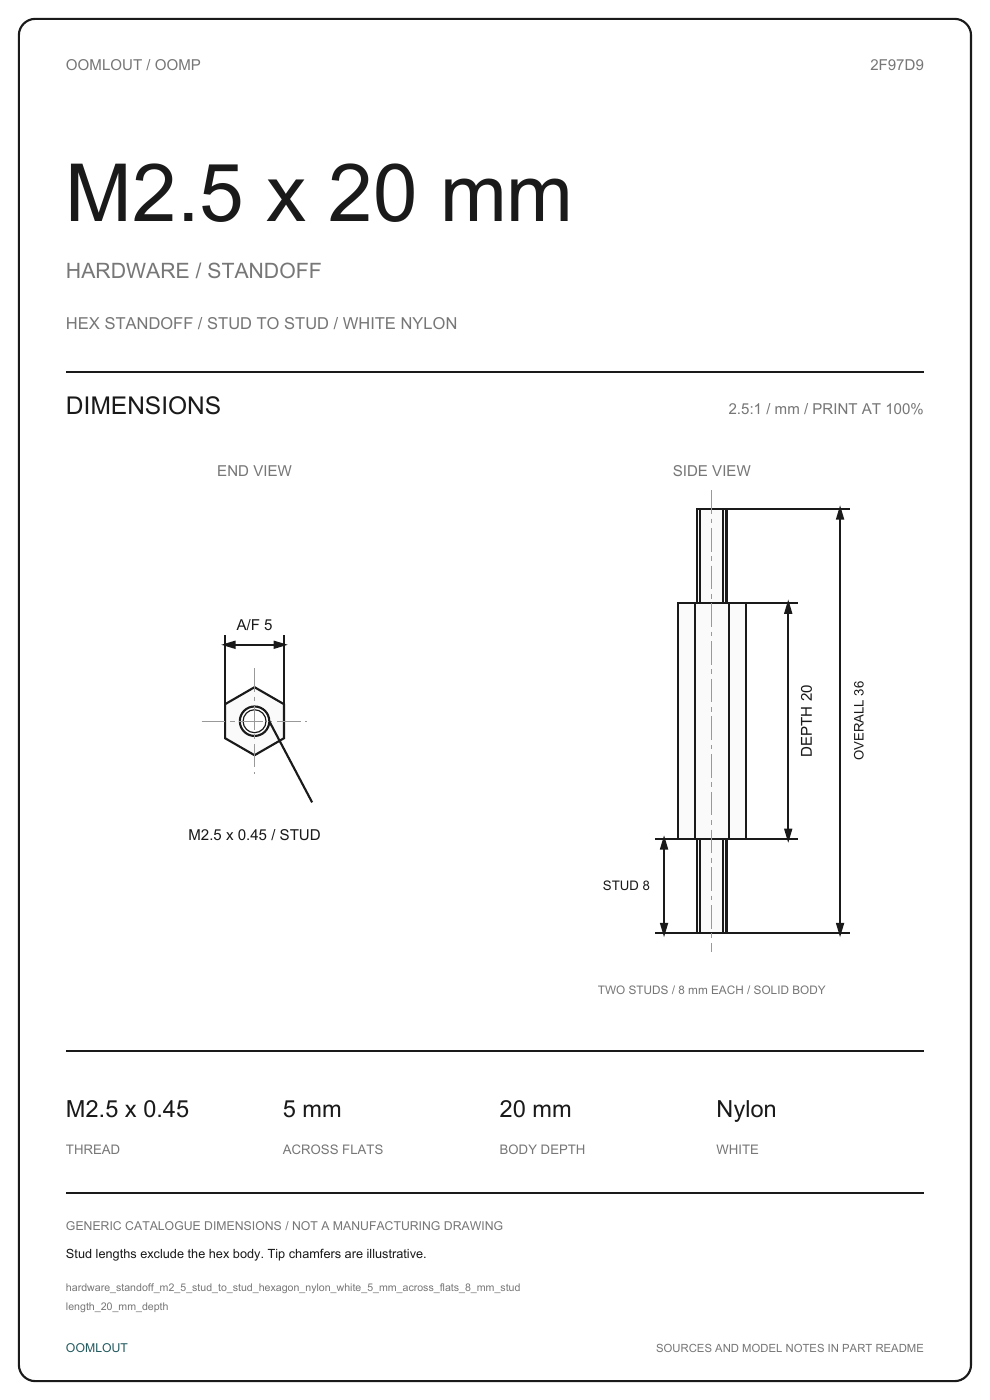 OOMLOUT / OOMP
2F97D9
M2.5 x 20 mm
HARDWARE / STANDOFF
HEX STANDOFF / STUD TO STUD / WHITE NYLON
DIMENSIONS
2.5:1 / mm / PRINT AT 100%
END VIEW
SIDE VIEW
A/F 5
M2.5 x 0.45 / STUD
DEPTH 20
OVERALL 36
STUD 8
TWO STUDS / 8 mm EACH / SOLID BODY
M2.5 x 0.45
5 mm
20 mm
Nylon
THREAD
ACROSS FLATS
BODY DEPTH
WHITE
GENERIC CATALOGUE DIMENSIONS / NOT A MANUFACTURING DRAWING
Stud lengths exclude the hex body. Tip chamfers are illustrative.
hardware_standoff_m2_5_stud_to_stud_hexagon_nylon_white_5_mm_across_flats_8_mm_stud
length_20_mm_depth
OOMLOUT
SOURCES AND MODEL NOTES IN PART README